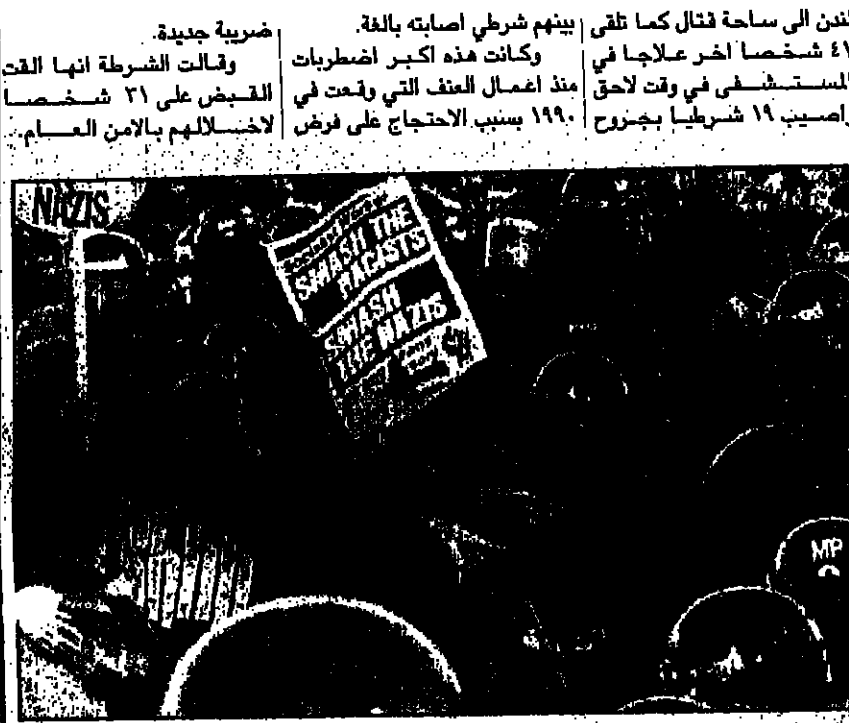 لندن الى ساحة قتال كما تلقى
٤١ شخصا اخر علاجا في
المستشفى في وقت لاحق
واصيب ١٩ شرطيا بجروح
بينهم شرطي اصابته بالغة.
وكانت هذه اكبر اضطربات
منذ اعمال العنف التي وقعت في
١٩٩٠ بسبب الاحتجاج على فرض
ضريبة جديدة.
وقالت الشرطة انها القت
القبض على ٣١ شخصا
لاخلالهم بالامن العام.
NAZIS
Socialist Worker
SMASH THE
RACISTS
SMASH
THE NAZIS
MP